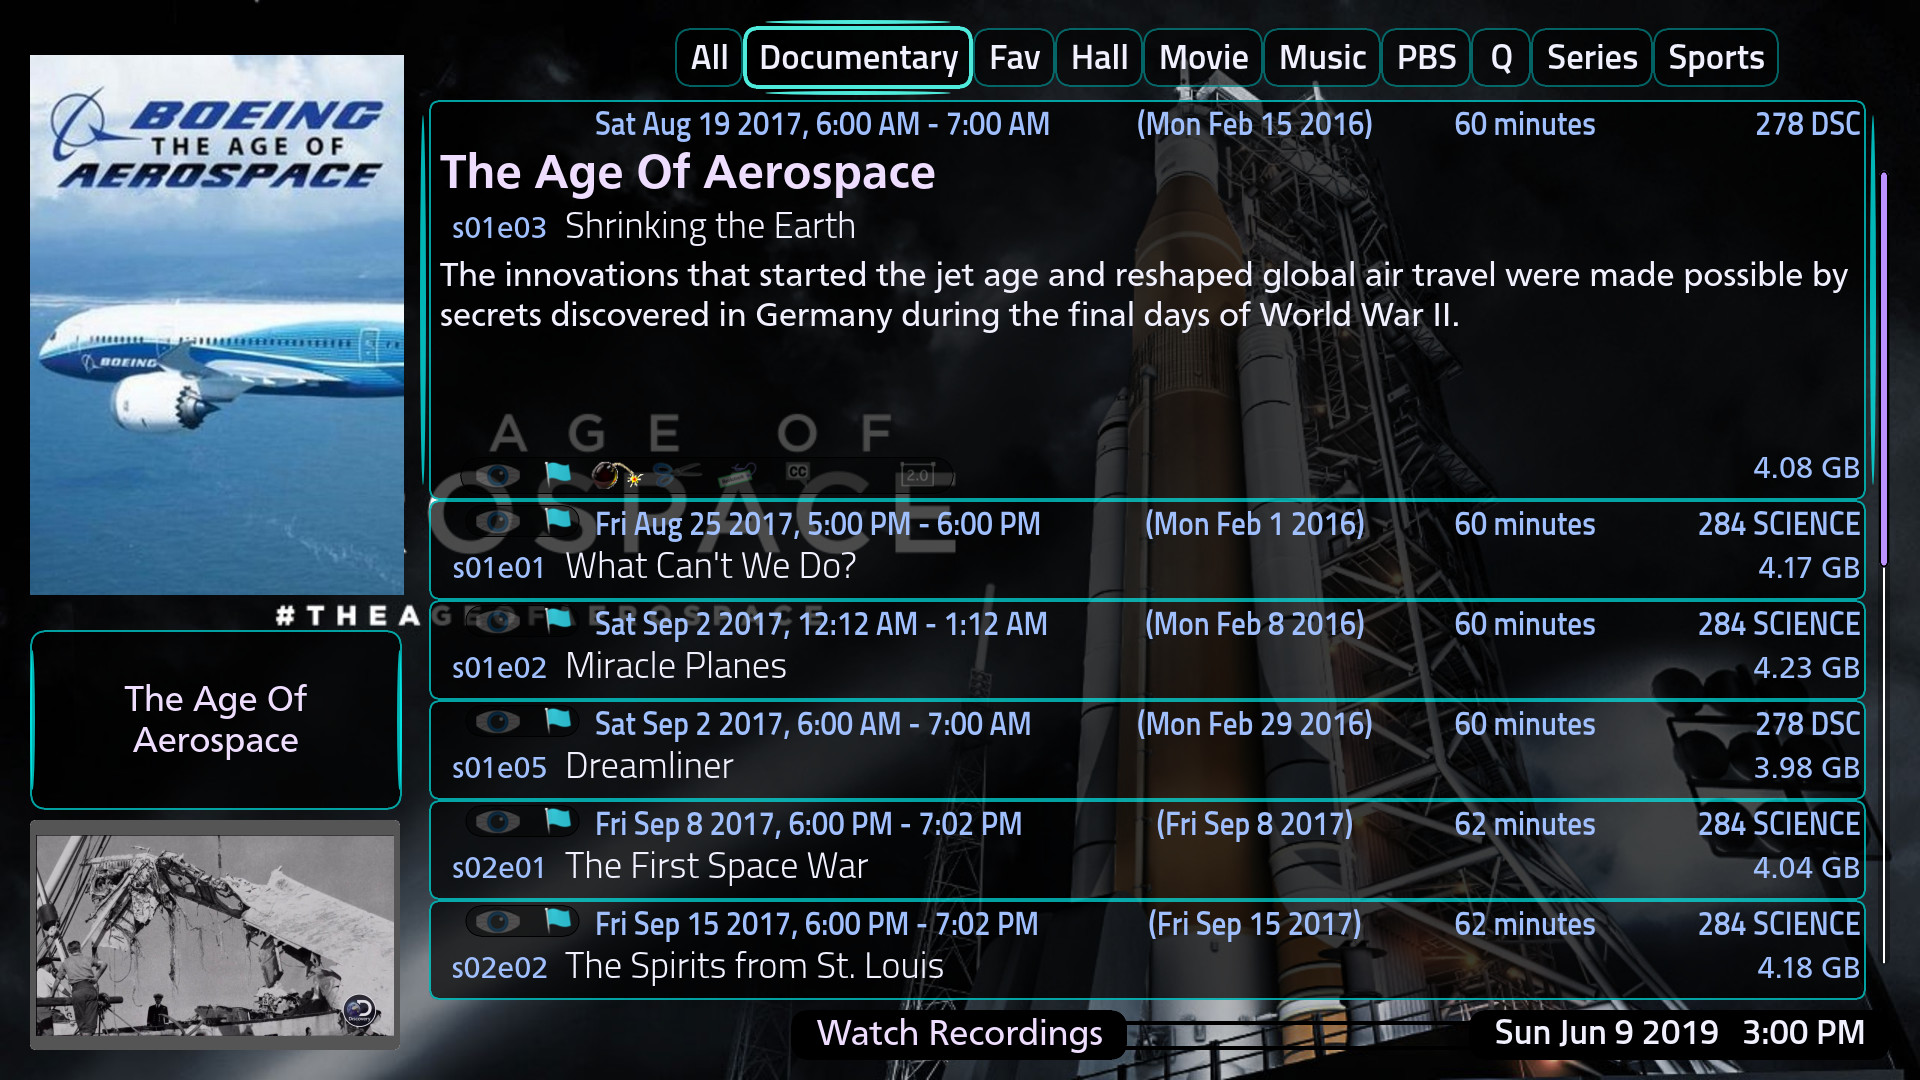 All Documentary Fav Hall Movie Music PBS Q Series Sports
BOEING
THE AGE OF
AEROSPACE
BOEING
Sat Aug 19 2017, 6:00 AM - 7:00 AM (Mon Feb 15 2016) 60 minutes 278 DSC
The Age Of Aerospace
s01e03 Shrinking the Earth
The innovations that started the jet age and reshaped global air travel were made possible by
secrets discovered in Germany during the final days of World War II.
AGE OF
OSPACE
CC 2.0 4.08 GB
Fri Aug 25 2017, 5:00 PM - 6:00 PM (Mon Feb 1 2016) 60 minutes 284 SCIENCE
s01e01 What Can't We Do? 4.17 GB
#THEAGEOFAEROSPACE
Sat Sep 2 2017, 12:12 AM - 1:12 AM (Mon Feb 8 2016) 60 minutes 284 SCIENCE
s01e02 Miracle Planes 4.23 GB
Sat Sep 2 2017, 6:00 AM - 7:00 AM (Mon Feb 29 2016) 60 minutes 278 DSC
s01e05 Dreamliner 3.98 GB
Fri Sep 8 2017, 6:00 PM - 7:02 PM (Fri Sep 8 2017) 62 minutes 284 SCIENCE
s02e01 The First Space War 4.04 GB
Fri Sep 15 2017, 6:00 PM - 7:02 PM (Fri Sep 15 2017) 62 minutes 284 SCIENCE
s02e02 The Spirits from St. Louis 4.18 GB
The Age Of
Aerospace
Discovery
Watch Recordings
Sun Jun 9 2019 3:00 PM